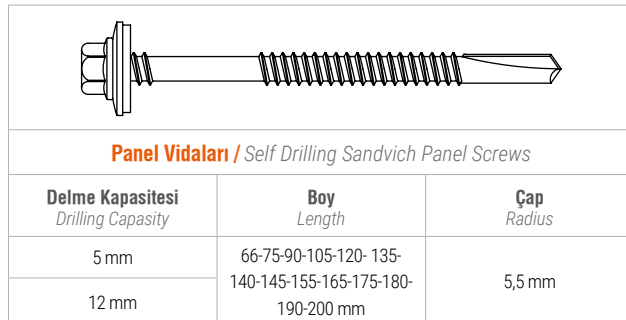 Panel Vidaları / Self Drilling Sandvich Panel Screws
Delme Kapasitesi
Drilling Capasity
Boy
Length
Çap
Radius
5 mm
12 mm
66-75-90-105-120- 135-
140-145-155-165-175-180-
190-200 mm
5,5 mm